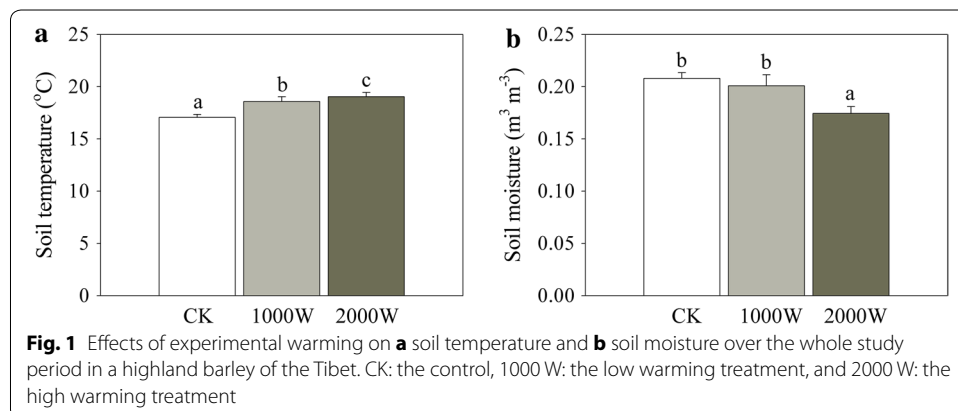 a
b
25
20
15
10
5
0
Soil temperature (°C)
a
b
c
CK 1000W 2000W
0.25
0.20
0.15
0.10
0.05
0.00
Soil moisture (m³ m⁻³)
b
b
a
CK 1000W 2000W
Fig. 1 Effects of experimental warming on a soil temperature and b soil moisture over the whole study
period in a highland barley of the Tibet. CK: the control, 1000 W: the low warming treatment, and 2000 W: the
high warming treatment